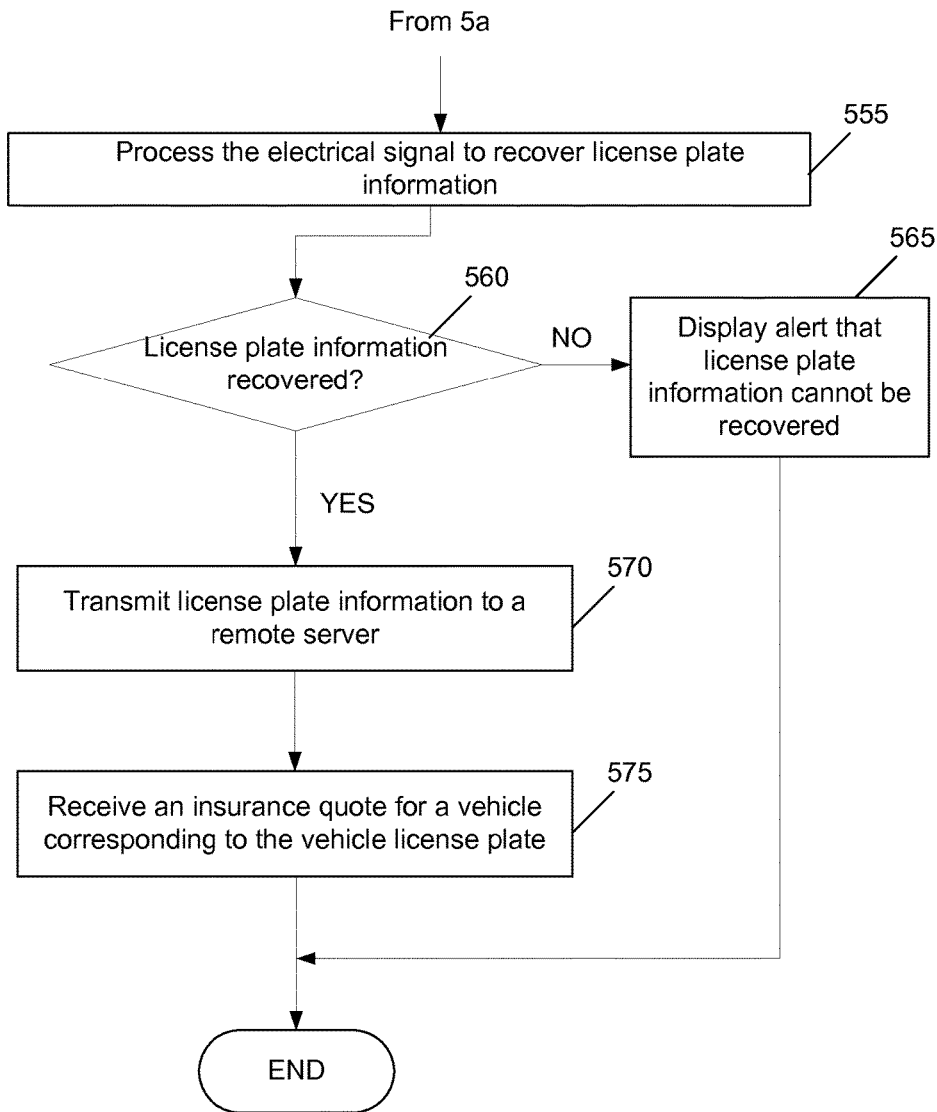 From 5a
555
Process the electrical signal to recover license plate
information
565
560
License plate information
recovered?
NO
Display alert that
license plate
information cannot be
recovered
YES
570
Transmit license plate information to a
remote server
575
Receive an insurance quote for a vehicle
corresponding to the vehicle license plate
END